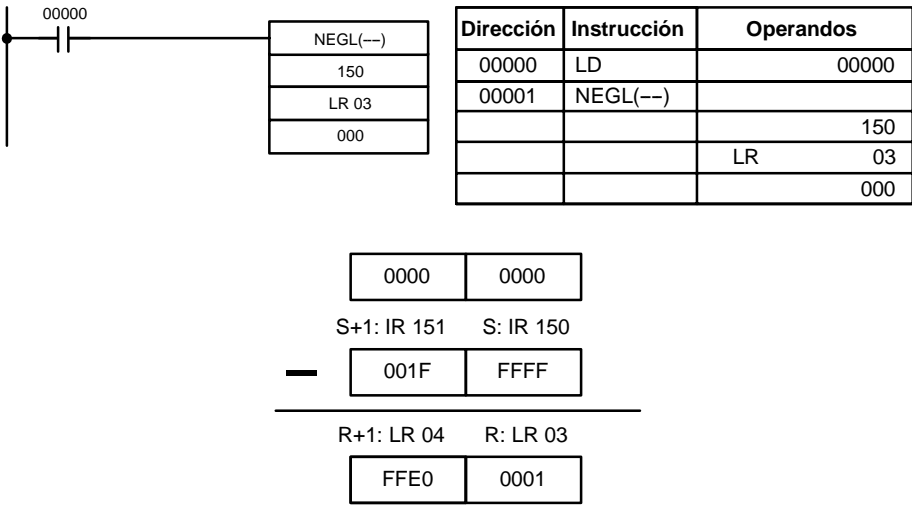 00000
NEGL(––)
150
LR 03
000
Dirección Instrucción Operandos
00000 LD 00000
00001 NEGL(––)
150
LR 03
000
0000 0000
S+1: IR 151 S: IR 150
– 001F FFFF
R+1: LR 04 R: LR 03
FFE0 0001